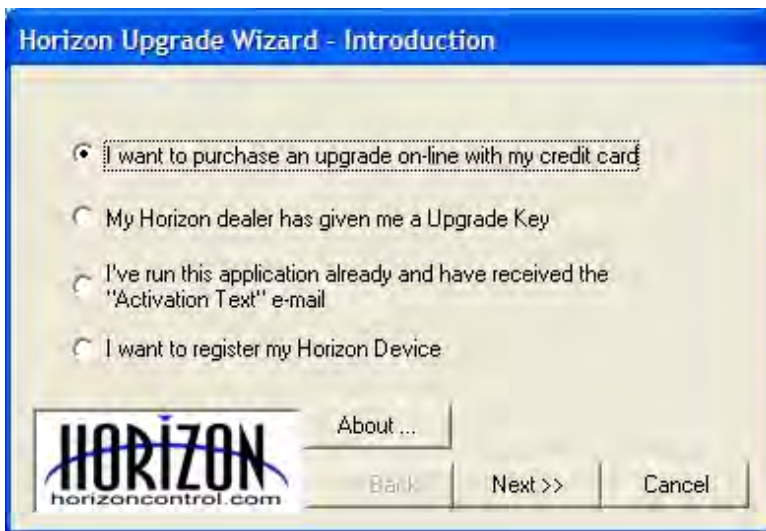 Horizon Upgrade Wizard - Introduction
I want to purchase an upgrade on-line with my credit card
My Horizon dealer has given me a Upgrade Key
I've run this application already and have received the
"Activation Text" e-mail
I want to register my Horizon Device
About ...
HORiZON
horizoncontrol.com
Back
Next >>
Cancel